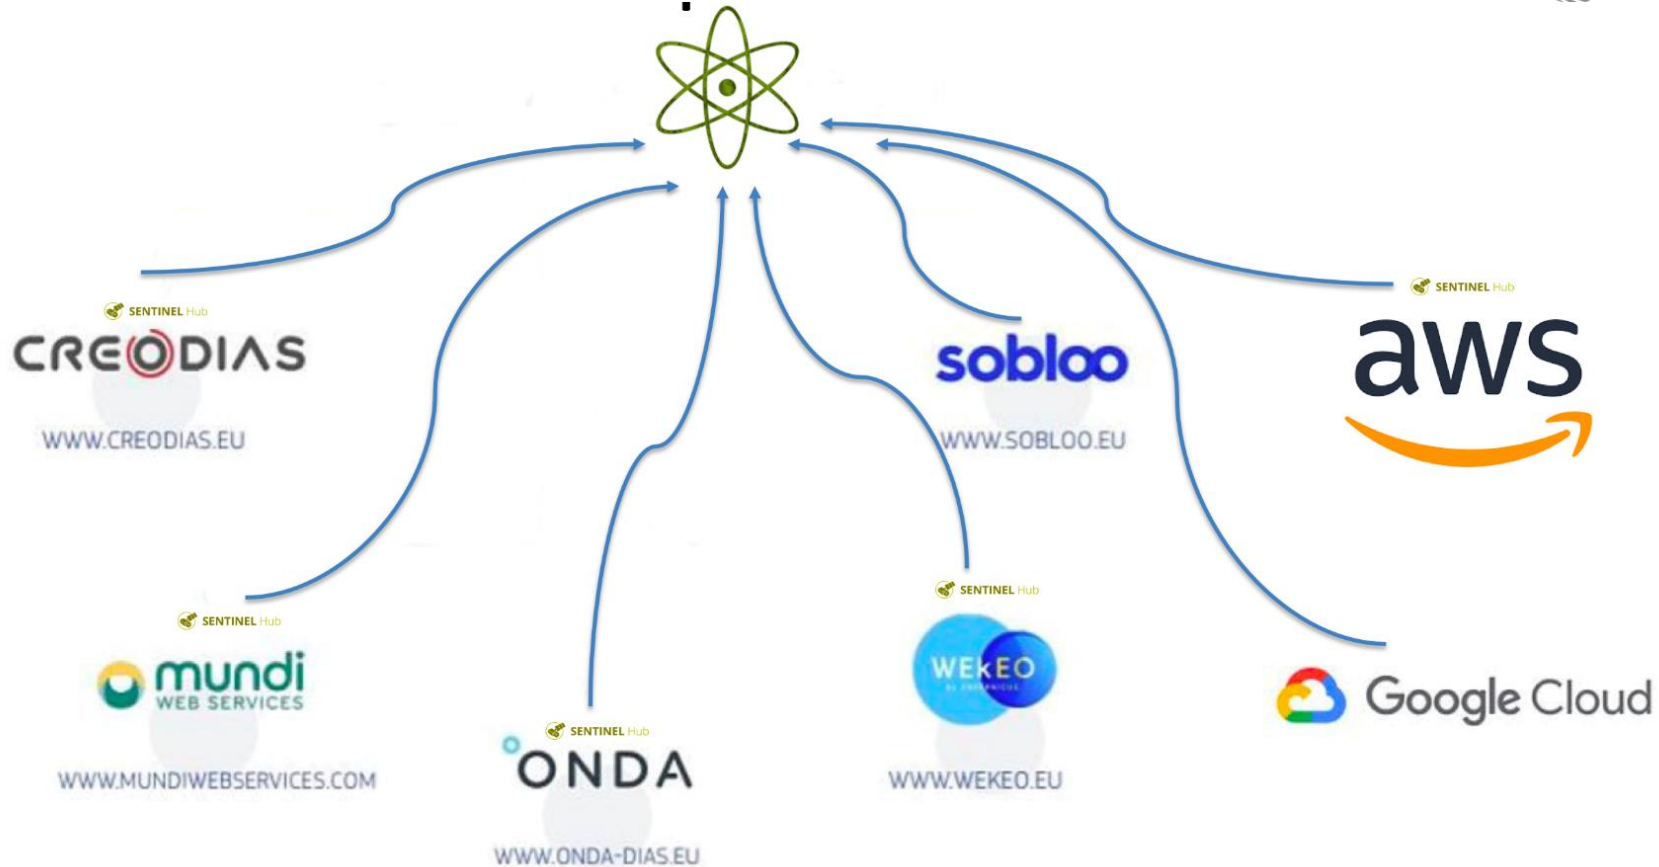 SENTINEL Hub
CREODIAS
WWW.CREODIAS.EU
sobloo
WWW.SOBLOO.EU
SENTINEL Hub
aws
SENTINEL Hub
mundi
WEB SERVICES
WWW.MUNDIWEBSERVICES.COM
SENTINEL Hub
ONDA
WWW.ONDA-DIAS.EU
SENTINEL Hub
WEkEO
WWW.WEKEO.EU
Google Cloud